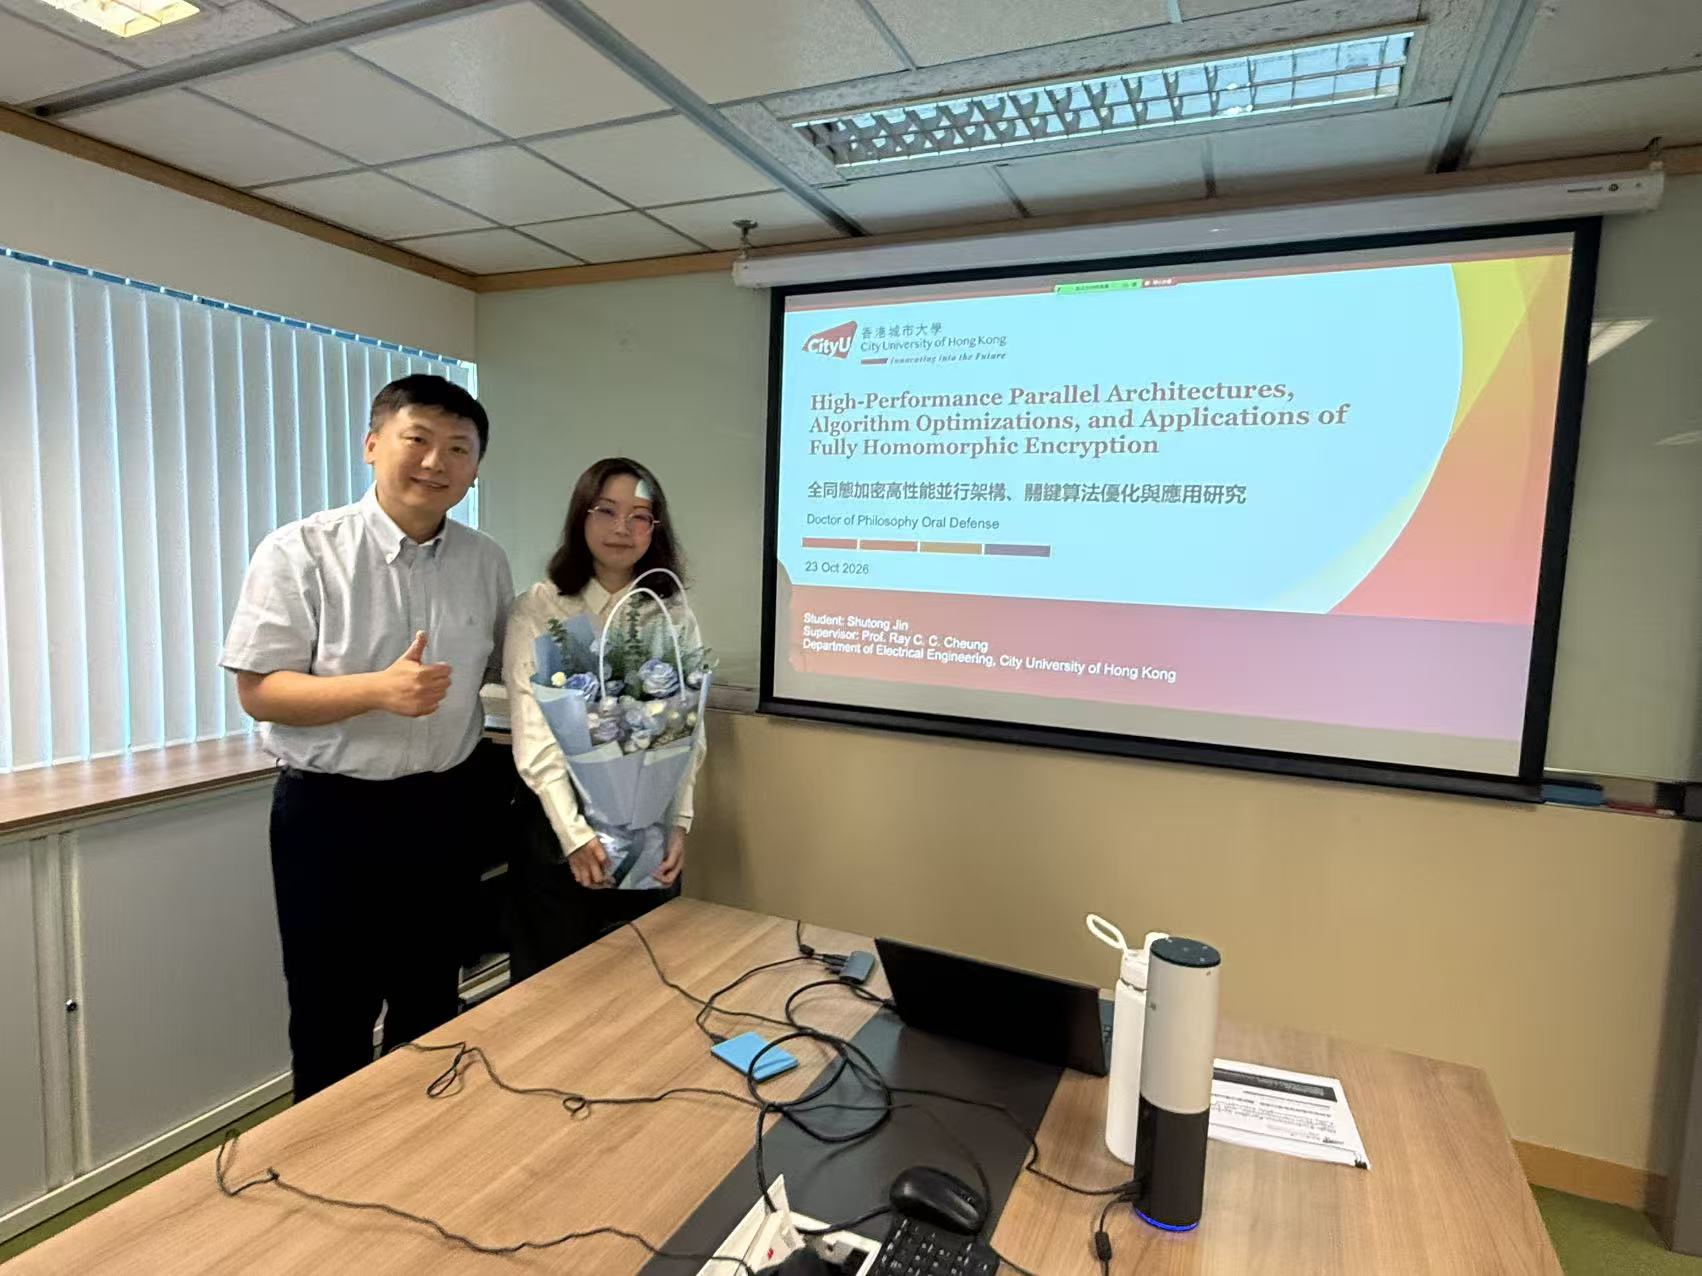 CityU
香港城市大學
City University of Hong Kong
Innovating into the Future
High-Performance Parallel Architectures,
Algorithm Optimizations, and Applications of
Fully Homomorphic Encryption
全同態加密高性能並行架構、關鍵算法優化與應用研究
Doctor of Philosophy Oral Defense
23 Oct 2026
Student: Shutong Jin
Supervisor: Prof. Ray C. C. Cheung
Department of Electrical Engineering, City University of Hong Kong